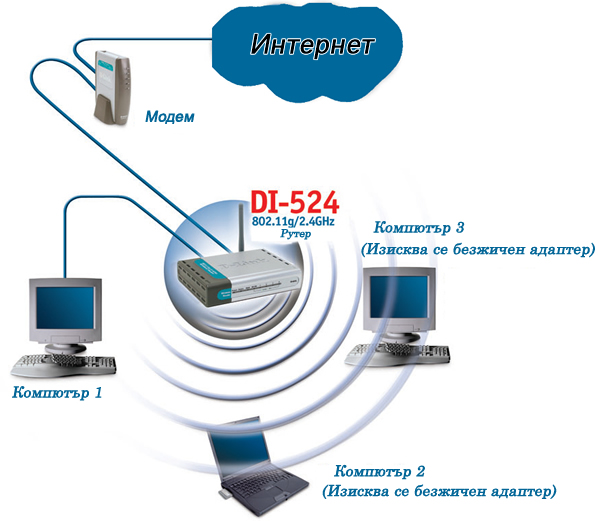 Интернет
Модем
DI-524
802.11g/2.4GHz
Рутер
Компютър 3
(Изисква се безжичен адаптер)
D-Link
Компютър 1
Компютър 2
(Изисква се безжичен адаптер)